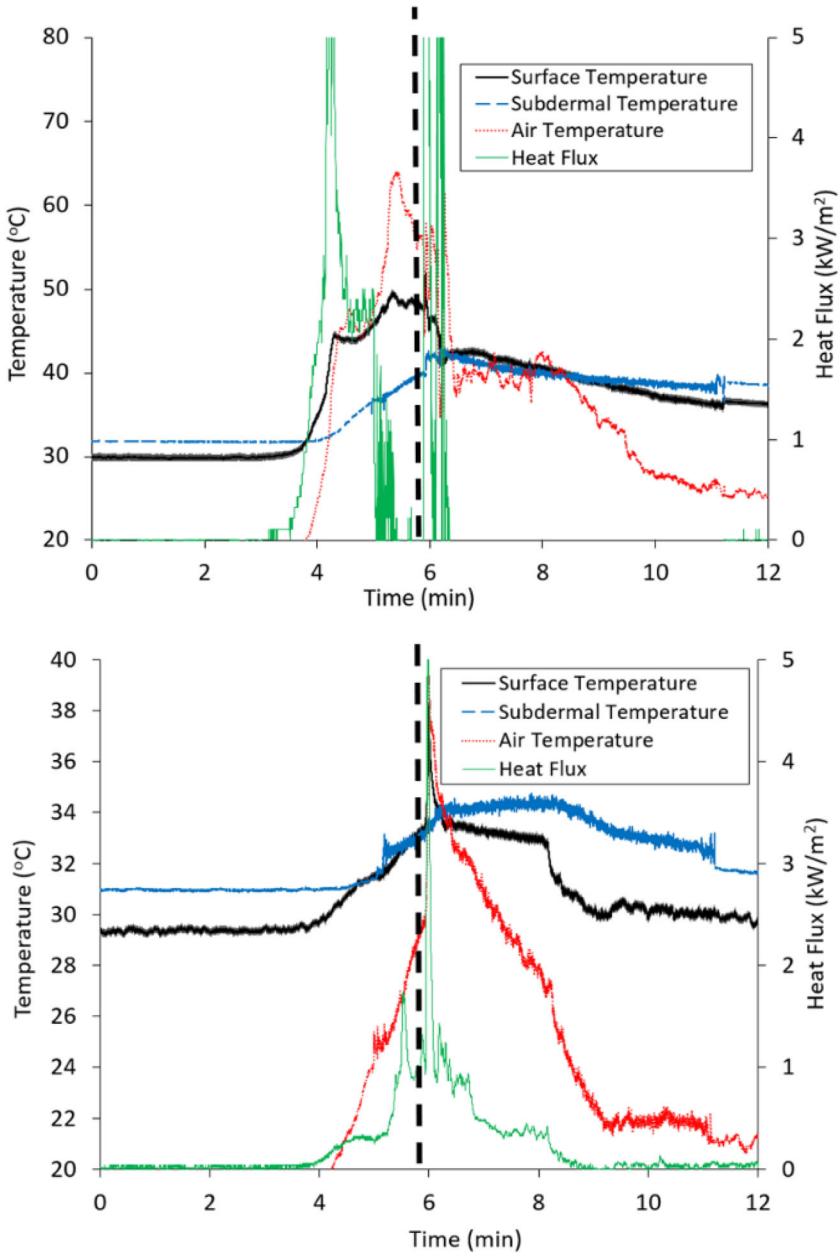 80
70
60
50
40
30
20
Temperature (°C)
5
4
3
2
1
0
Heat Flux (kW/m²)
Surface Temperature
Subdermal Temperature
Air Temperature
Heat Flux
0 2 4 6 8 10 12
Time (min)
40
38
36
34
32
30
28
26
24
22
20
Temperature (°C)
5
4
3
2
1
0
Heat Flux (kW/m²)
Surface Temperature
Subdermal Temperature
Air Temperature
Heat Flux
0 2 4 6 8 10 12
Time (min)